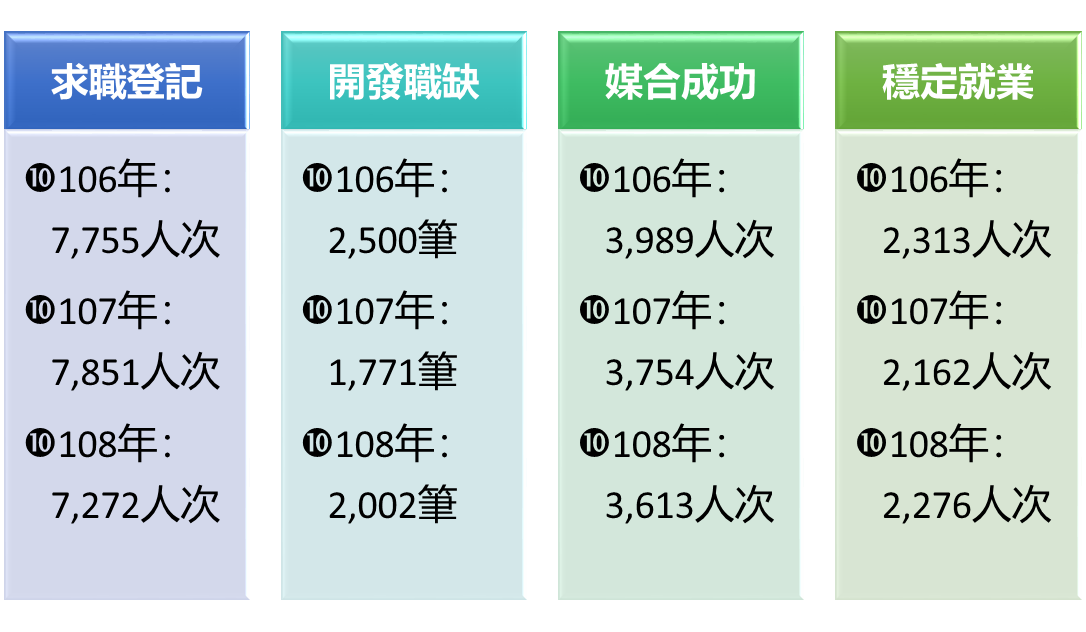 求職登記
❿106年：
7,755人次
❿107年：
7,851人次
❿108年：
7,272人次
開發職缺
❿106年：
2,500筆
❿107年：
1,771筆
❿108年：
2,002筆
媒合成功
❿106年：
3,989人次
❿107年：
3,754人次
❿108年：
3,613人次
穩定就業
❿106年：
2,313人次
❿107年：
2,162人次
❿108年：
2,276人次